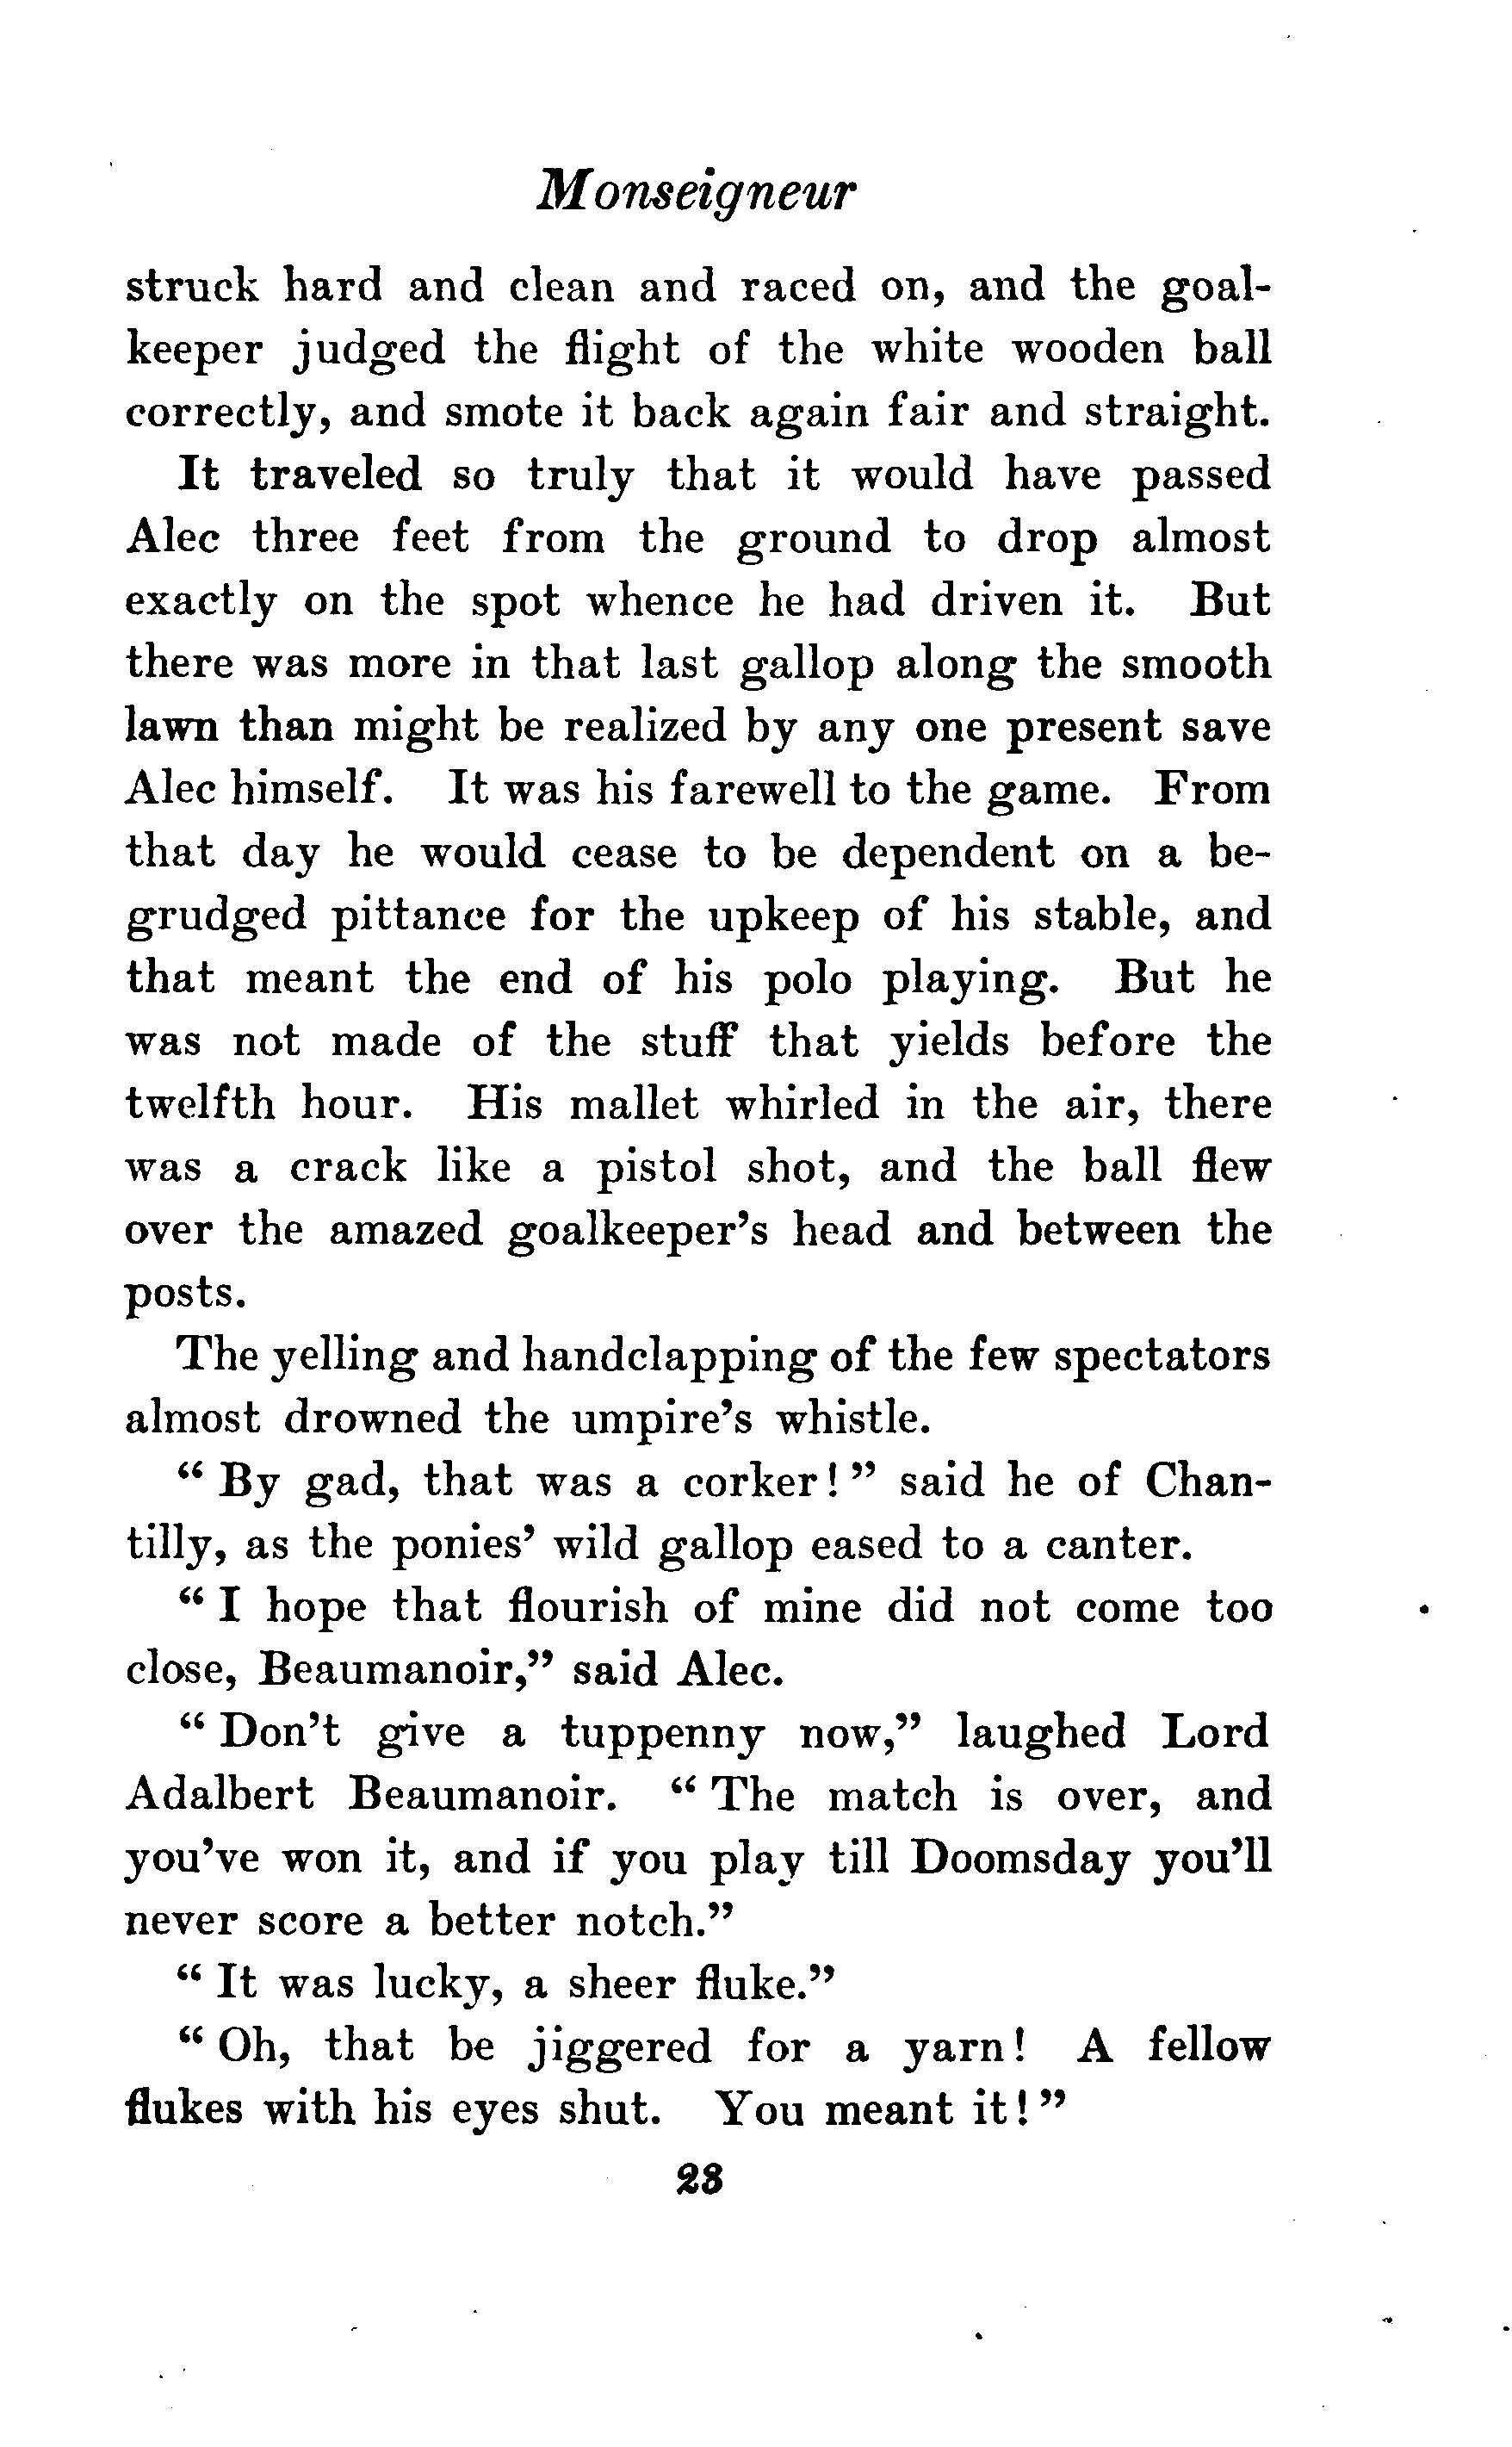 Monseigneur
struck hard and clean and raced on, and the goal-
keeper judged the flight of the white wooden ball
correctly, and smote it back again fair and straight.
It traveled so truly that it would have passed
Alec three feet from the ground to drop almost
exactly on the spot whence he had driven it. But
there was more in that last gallop along the smooth
lawn than might be realized by any one present save
Alec himself. It was his farewell to the game. From
that day he would cease to be dependent on a be-
grudged pittance for the upkeep of his stable, and
that meant the end of his polo playing. But he
was not made of the stuff that yields before the
twelfth hour. His mallet whirled in the air, there
was a crack like a pistol shot, and the ball flew
over the amazed goalkeeper's head and between the
posts.
The yelling and handclapping of the few spectators
almost drowned the umpire's whistle.
"By gad, that was a corker!" said he of Chan-
tilly, as the ponies' wild gallop eased to a canter.
"I hope that flourish of mine did not come too
close, Beaumanoir," said Alec.
"Don't give a tuppenny now," laughed Lord
Adalbert Beaumanoir. "The match is over, and
you've won it, and if you play till Doomsday you'll
never score a better notch."
"It was lucky, a sheer fluke."
"Oh, that be jiggered for a yarn! A fellow
flukes with his eyes shut. You meant it!"
23